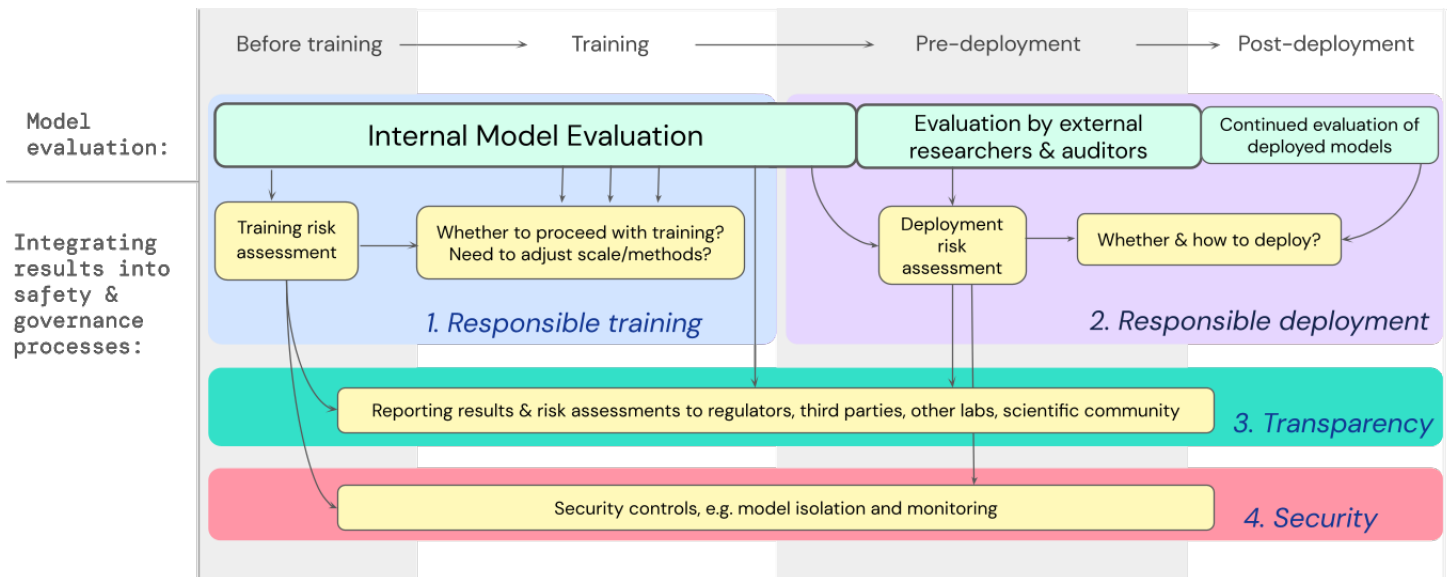 Before training
Training
Pre-deployment
Post-deployment
Model
evaluation:
Internal Model Evaluation
Evaluation by external
researchers & auditors
Continued evaluation of
deployed models
Integrating
results into
safety &
governance
processes:
Training risk
assessment
Whether to proceed with training?
Need to adjust scale/methods?
Deployment
risk
assessment
Whether & how to deploy?
1. Responsible training
2. Responsible deployment
Reporting results & risk assessments to regulators, third parties, other labs, scientific community
3. Transparency
Security controls, e.g. model isolation and monitoring
4. Security